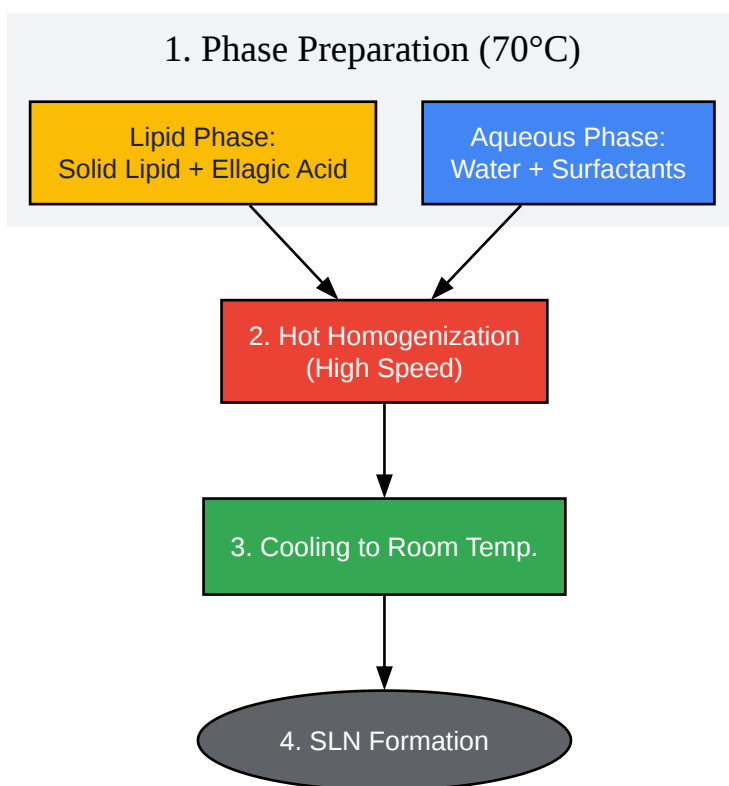 1. Phase Preparation (70°C)
Lipid Phase:
Solid Lipid + Ellagic Acid
Aqueous Phase:
Water + Surfactants
2. Hot Homogenization
(High Speed)
3. Cooling to Room Temp.
4. SLN Formation